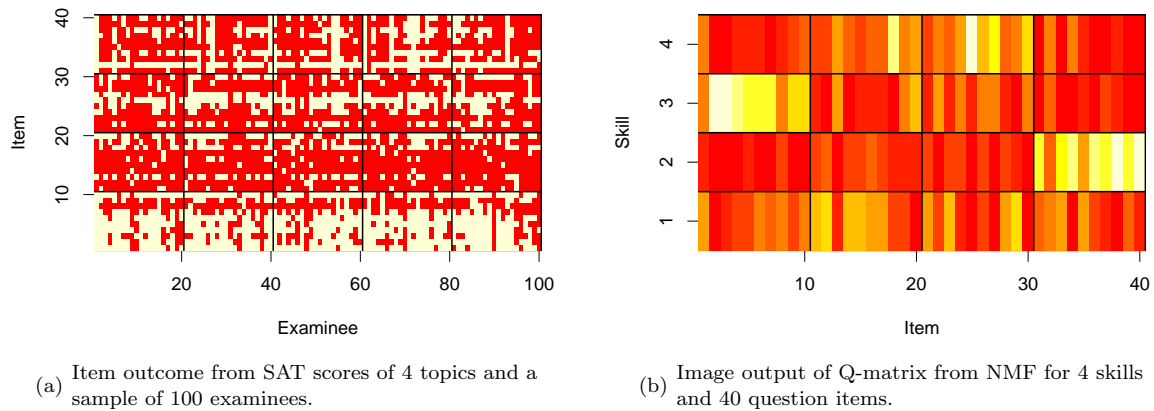 40
30
20
10
Item
20 40 60 80 100
Examinee
(a) Item outcome from SAT scores of 4 topics and a
sample of 100 examinees.
4
3
2
1
Skill
10 20 30 40
Item
(b) Image output of Q-matrix from NMF for 4 skills
and 40 question items.